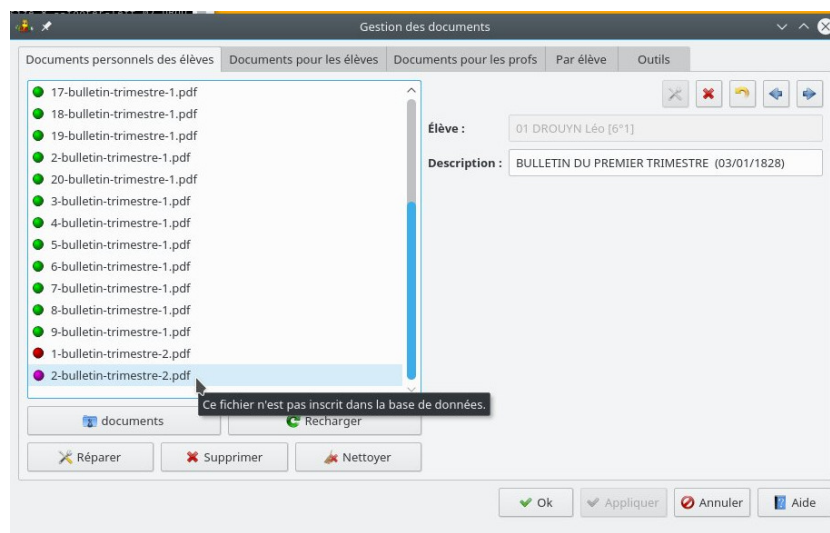 Gestion des documents
Documents personnels des élèves Documents pour les élèves Documents pour les profs Par élève Outils
17-bulletin-trimestre-1.pdf
18-bulletin-trimestre-1.pdf
19-bulletin-trimestre-1.pdf
2-bulletin-trimestre-1.pdf
20-bulletin-trimestre-1.pdf
3-bulletin-trimestre-1.pdf
4-bulletin-trimestre-1.pdf
5-bulletin-trimestre-1.pdf
6-bulletin-trimestre-1.pdf
7-bulletin-trimestre-1.pdf
8-bulletin-trimestre-1.pdf
9-bulletin-trimestre-1.pdf
1-bulletin-trimestre-2.pdf
2-bulletin-trimestre-2.pdf
Élève : 01 DROUYN Léo [6°1]
Description : BULLETIN DU PREMIER TRIMESTRE (03/01/1828)
Ce fichier n'est pas inscrit dans la base de données.
documents Recharger
Réparer Supprimer Nettoyer
Ok Appliquer Annuler Aide